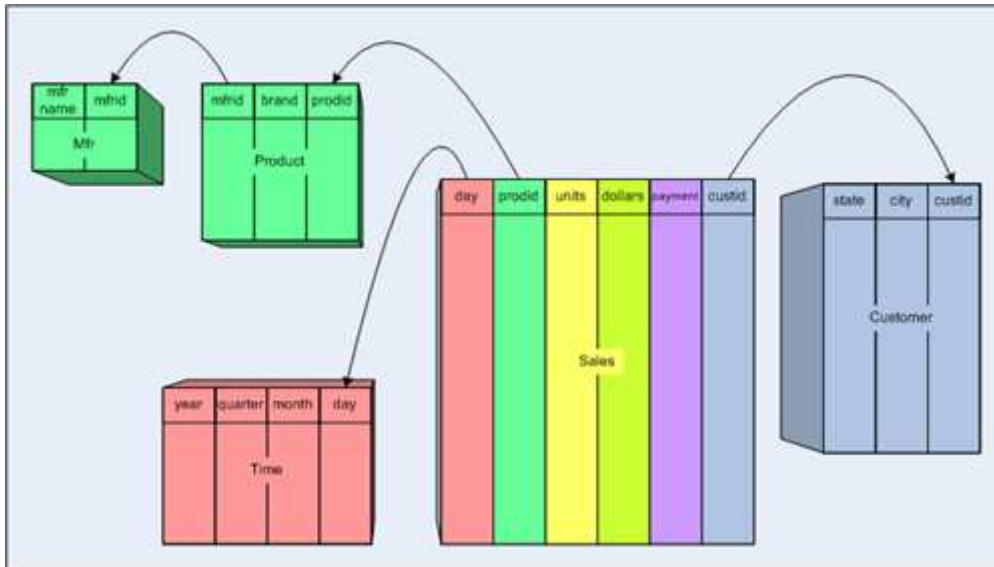 mfr
name
mfrid
Mfr
mfrid brand prodid
Product
day prodid units dollars payment custid
Sales
state city custid
Customer
year quarter month day
Time